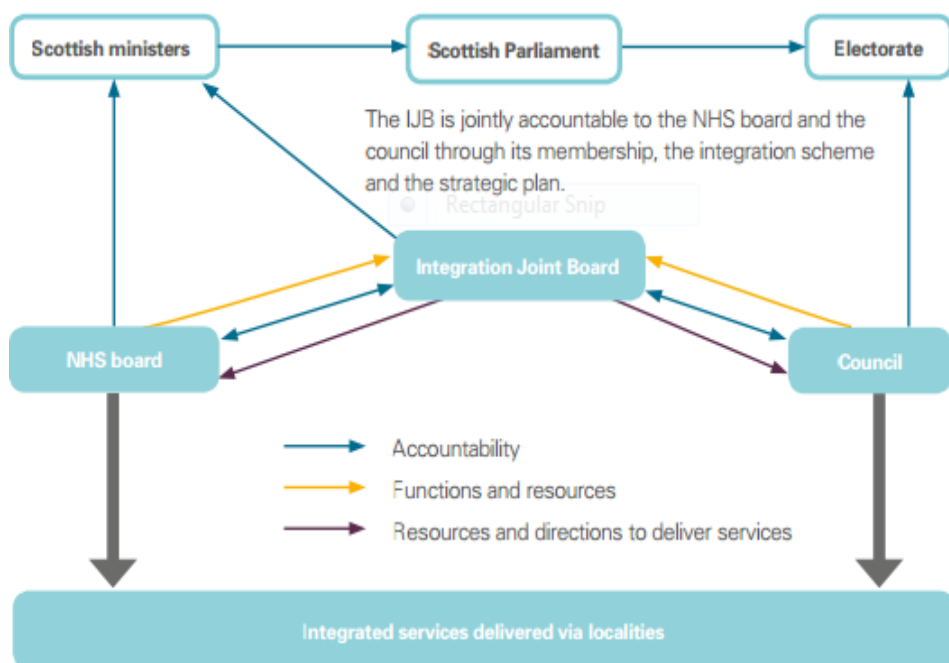 Scottish ministers
Scottish Parliament
Electorate
The IJB is jointly accountable to the NHS board and the
council through its membership, the integration scheme
and the strategic plan.
Rectangular Snip
Integration Joint Board
NHS board
Council
Accountability
Functions and resources
Resources and directions to deliver services
Integrated services delivered via localities